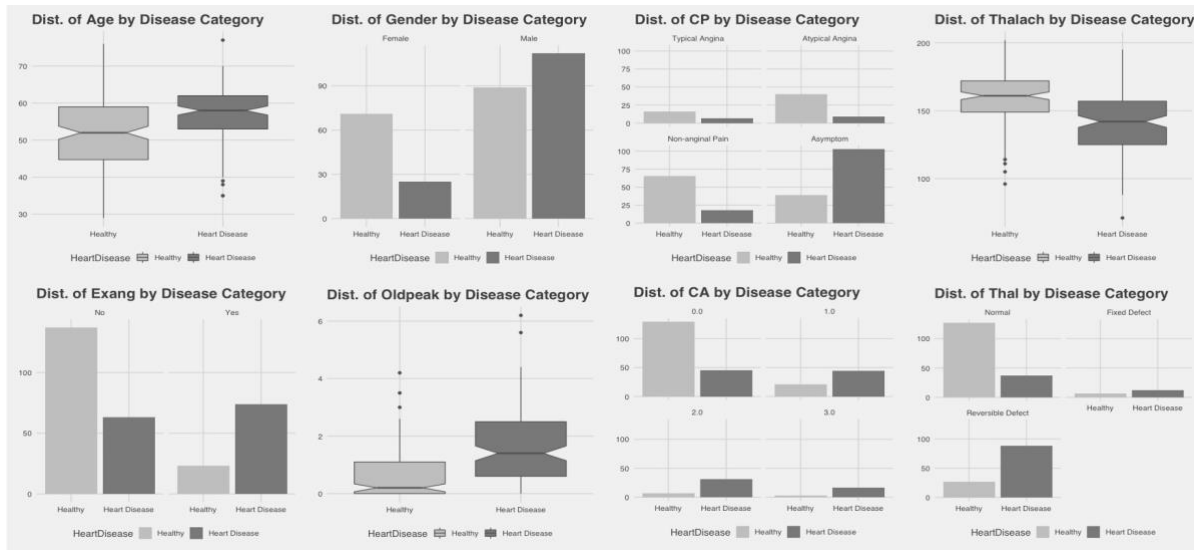 Dist. of Age by Disease Category
70
60
50
40
30
Healthy
Heart Disease
HeartDisease Healthy Heart Disease
Dist. of Gender by Disease Category
Female
Male
90
60
30
0
Healthy
Heart Disease
Healthy
Heart Disease
HeartDisease Healthy Heart Disease
Dist. of CP by Disease Category
Typical Angina
Atypical Angina
100
75
50
25
0
Non-anginal Pain
Asymptom
100
75
50
25
0
Healthy
Heart Disease
Healthy
Heart Disease
HeartDisease Healthy Heart Disease
Dist. of Thalach by Disease Category
200
150
100
Healthy
Heart Disease
HeartDisease Healthy Heart Disease
Dist. of Exang by Disease Category
No
Yes
100
50
0
Healthy
Heart Disease
Healthy
Heart Disease
HeartDisease Healthy Heart Disease
Dist. of Oldpeak by Disease Category
6
4
2
0
Healthy
Heart Disease
HeartDisease Healthy Heart Disease
Dist. of CA by Disease Category
0.0
1.0
100
50
0
2.0
3.0
100
50
0
Healthy
Heart Disease
Healthy
Heart Disease
HeartDisease Healthy Heart Disease
Dist. of Thal by Disease Category
Normal
Fixed Defect
100
50
0
Healthy
Heart Disease
Reversible Defect
100
50
0
Healthy
Heart Disease
HeartDisease Healthy Heart Disease